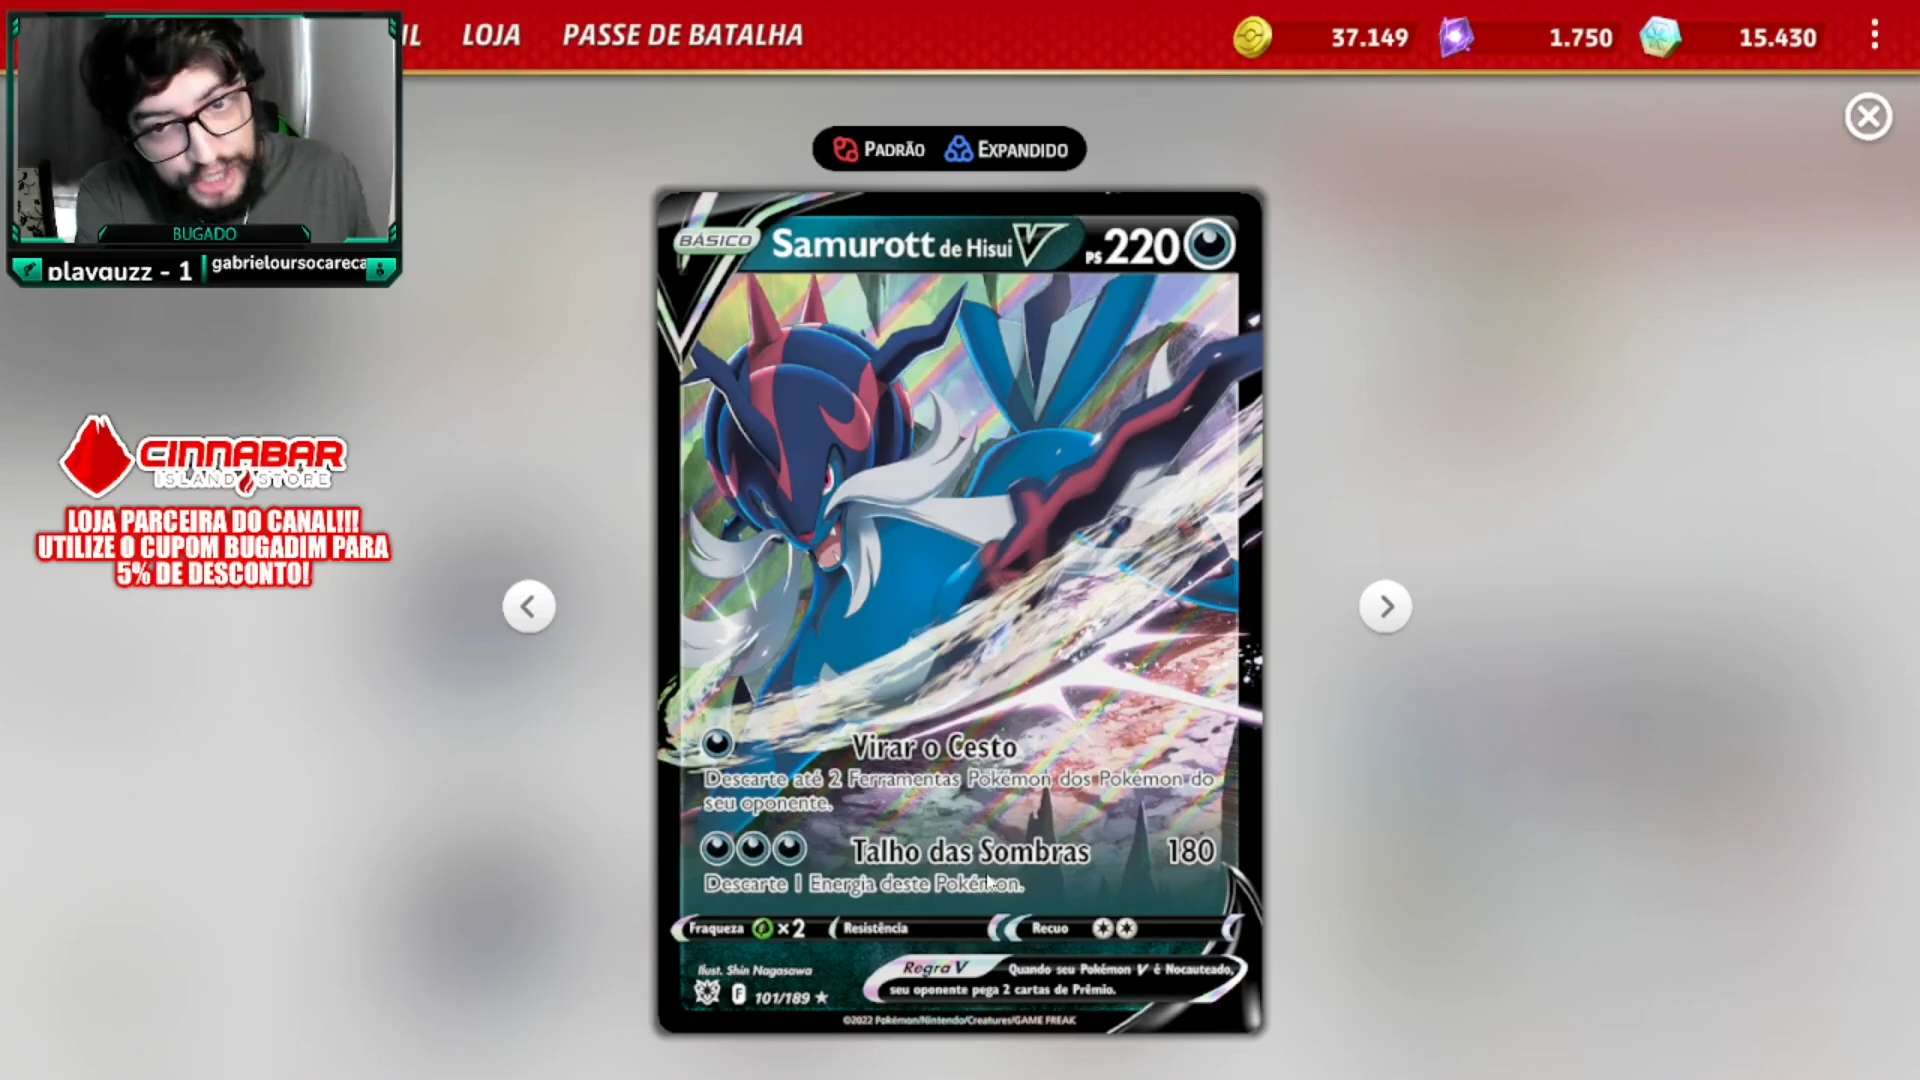 IL LOJA PASSE DE BATALHA 37.149 1.750 15.430
BUGADO
playguzz - 1 gabrieloursocareca
PADRÃO EXPANDIDO
CINNABAR
ISLAND STORE
LOJA PARCEIRA DO CANAL!!!
UTILIZE O CUPOM BUGADIM PARA
5% DE DESCONTO!
BÁSICO Samurott de Hisui V PS 220
Virar o Cesto
Descarte até 2 Ferramentas Pokémon dos Pokémon do
seu oponente.
Talho das Sombras 180
Descarte 1 Energia deste Pokémon.
Fraqueza ×2 Resistência Recuo
Ilust. Shin Nagasawa
F 101/189 ★
Regra V Quando seu Pokémon V é Nocauteado,
seu oponente pega 2 cartas de Prêmio.
©2022 Pokémon/Nintendo/Creatures/GAME FREAK